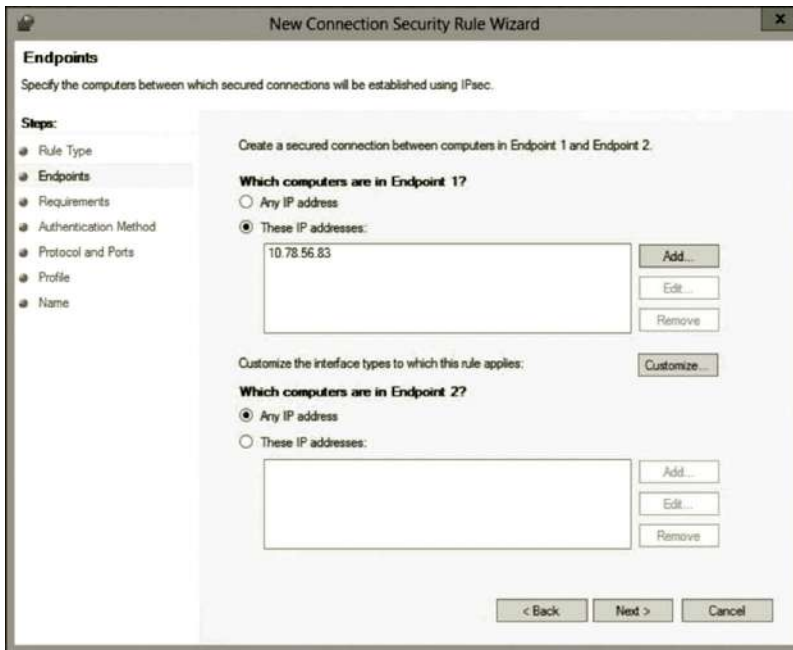 New Connection Security Rule Wizard
x
Endpoints
Specify the computers between which secured connections will be established using IPsec.
Steps:
Rule Type
Endpoints
Requirements
Authentication Method
Protocol and Ports
Profile
Name
Create a secured connection between computers in Endpoint 1 and Endpoint 2.
Which computers are in Endpoint 1?
Any IP address
These IP addresses:
10.78.56.83
Add...
Edit...
Remove
Customize the interface types to which this rule applies:
Customize...
Which computers are in Endpoint 2?
Any IP address
These IP addresses:
Add...
Edit...
Remove
< Back
Next >
Cancel